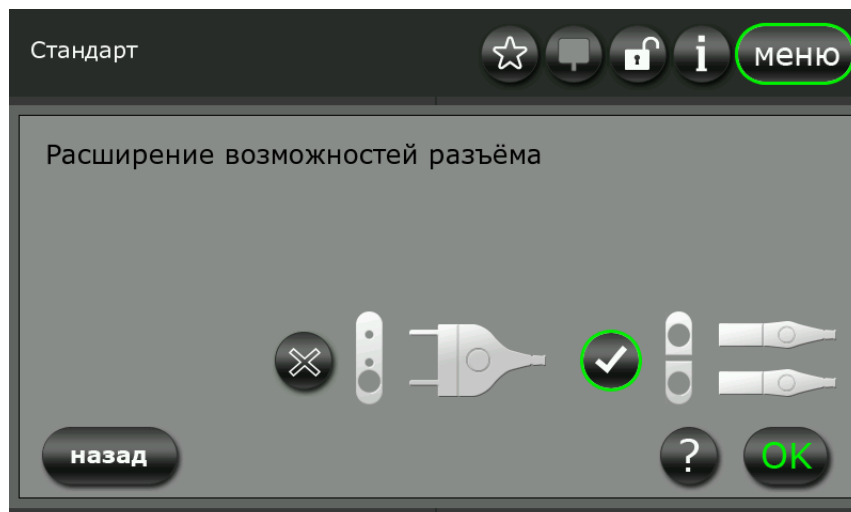 Стандарт
i
меню
Расширение возможностей разъёма
назад
?
OK